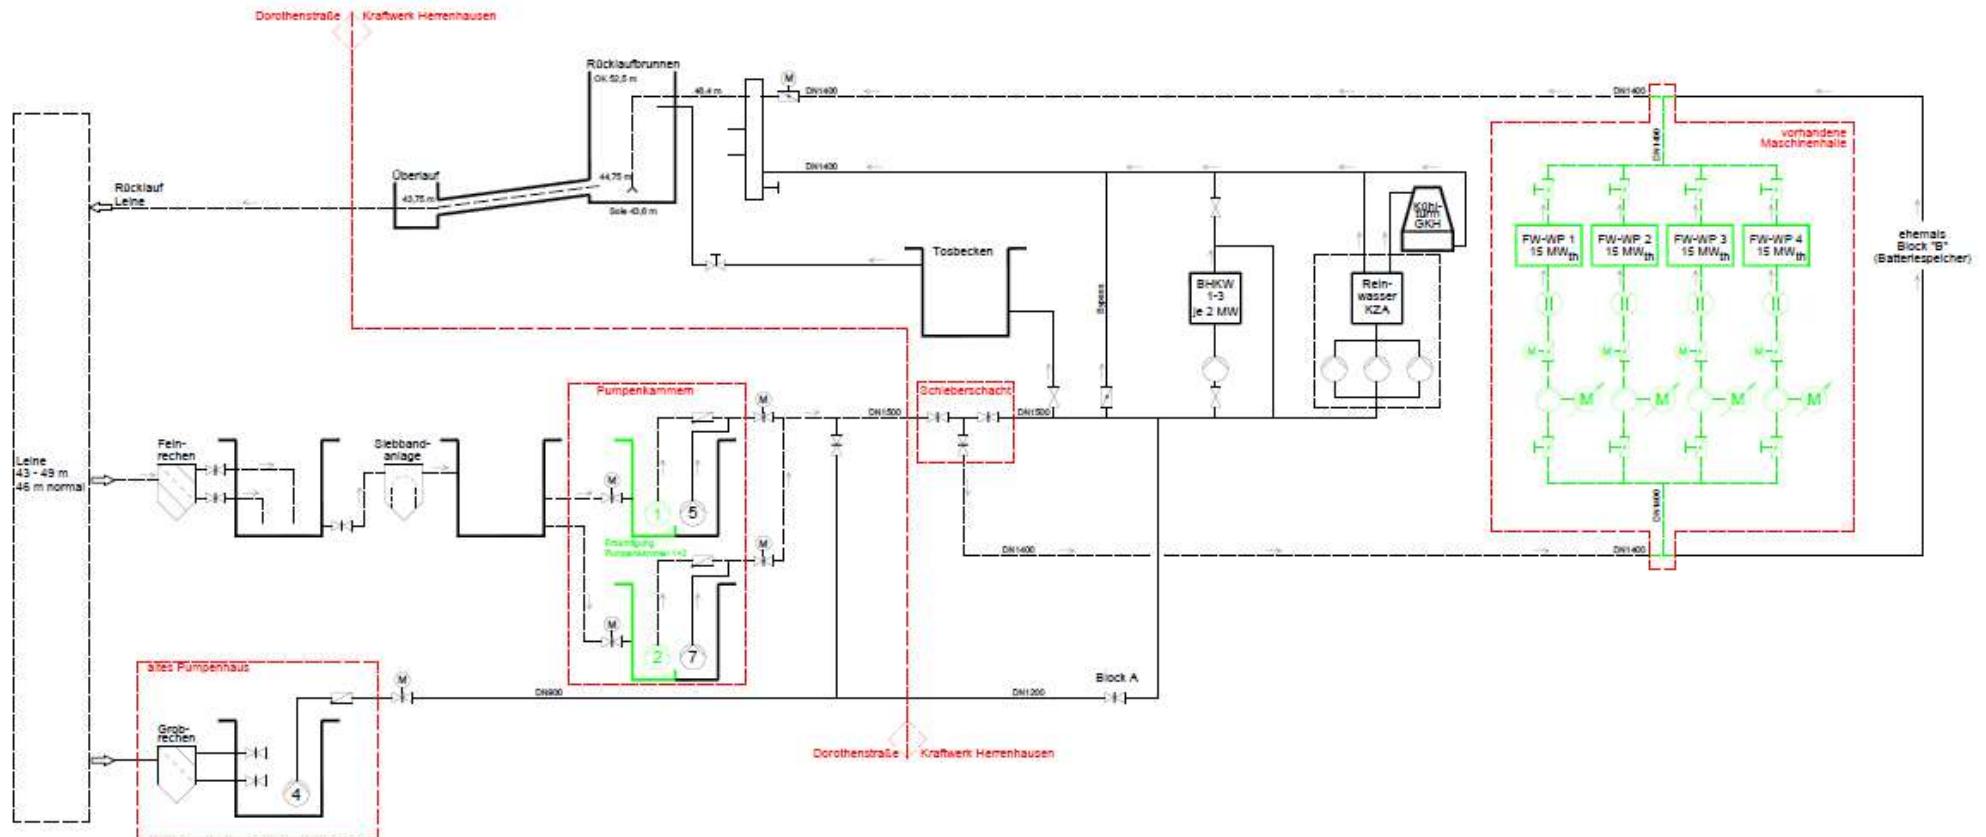 Dorothenstraße
Kraftwerk Herrenhausen
Rücklaufbrunnen
OK 52,5 m
48,4 m
M
DN1400
DN1400
vorhandene
Maschinenhalle
DN1400
DN1400
Überlauf
43,75 m
44,75 m
Sole 43,6 m
Rücklauf
Leine
Kühl-
turm
GKH
Tosbecken
FW-WP 1
15 MWth
FW-WP 2
15 MWth
FW-WP 3
15 MWth
FW-WP 4
15 MWth
ehemals
Block "B"
(Batteriespeicher)
BHKW
1-3
je 2 MW
Rein-
wasser
KZA
Bypass
M
M
M
M
M
M
M
M
Pumpenkammern
Schieberschacht
M
DN1500
DN1500
Fein-
rechen
Siebband-
anlage
Leine
43 - 49 m
46 m normal
M
1
5
Pumpenkammer 1+2
M
DN1400
DN1400
M
2
7
altes Pumpenhaus
M
DN900
DN1200
Block A
Grob-
rechen
4
Dorothenstraße
Kraftwerk Herrenhausen